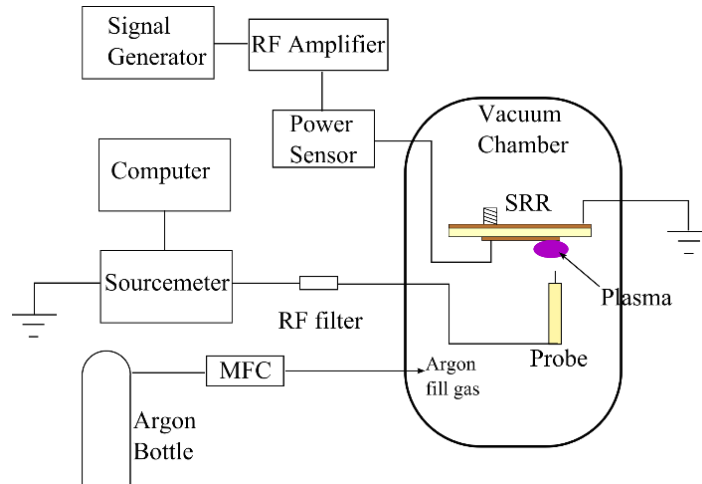 Signal
Generator
RF Amplifier
Power
Sensor
Vacuum
Chamber
Computer
SRR
Sourcemeter
RF filter
Plasma
Probe
MFC
Argon
fill gas
Argon
Bottle